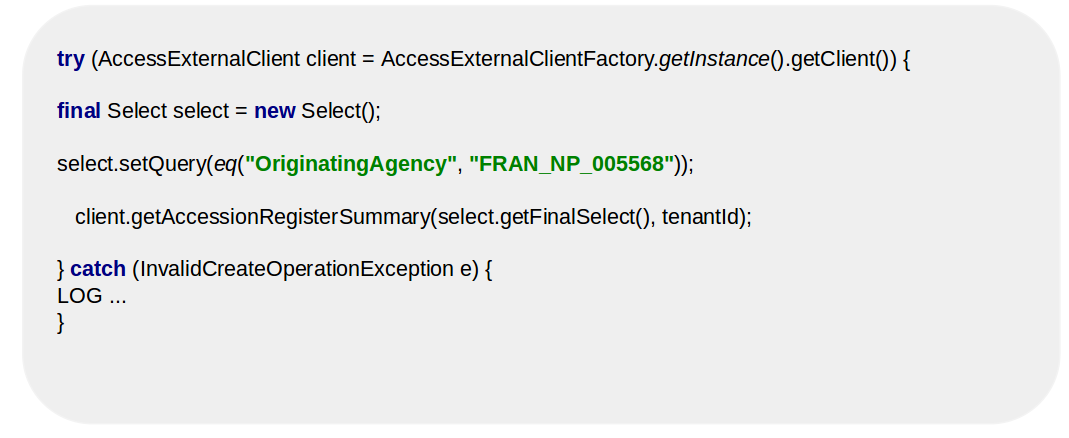 try (AccessExternalClient client = AccessExternalClientFactory.getInstance().getClient()) {
final Select select = new Select();
select.setQuery(eq("OriginatingAgency", "FRAN_NP_005568"));
client.getAccessionRegisterSummary(select.getFinalSelect(), tenantId);
} catch (InvalidCreateOperationException e) {
LOG ...
}